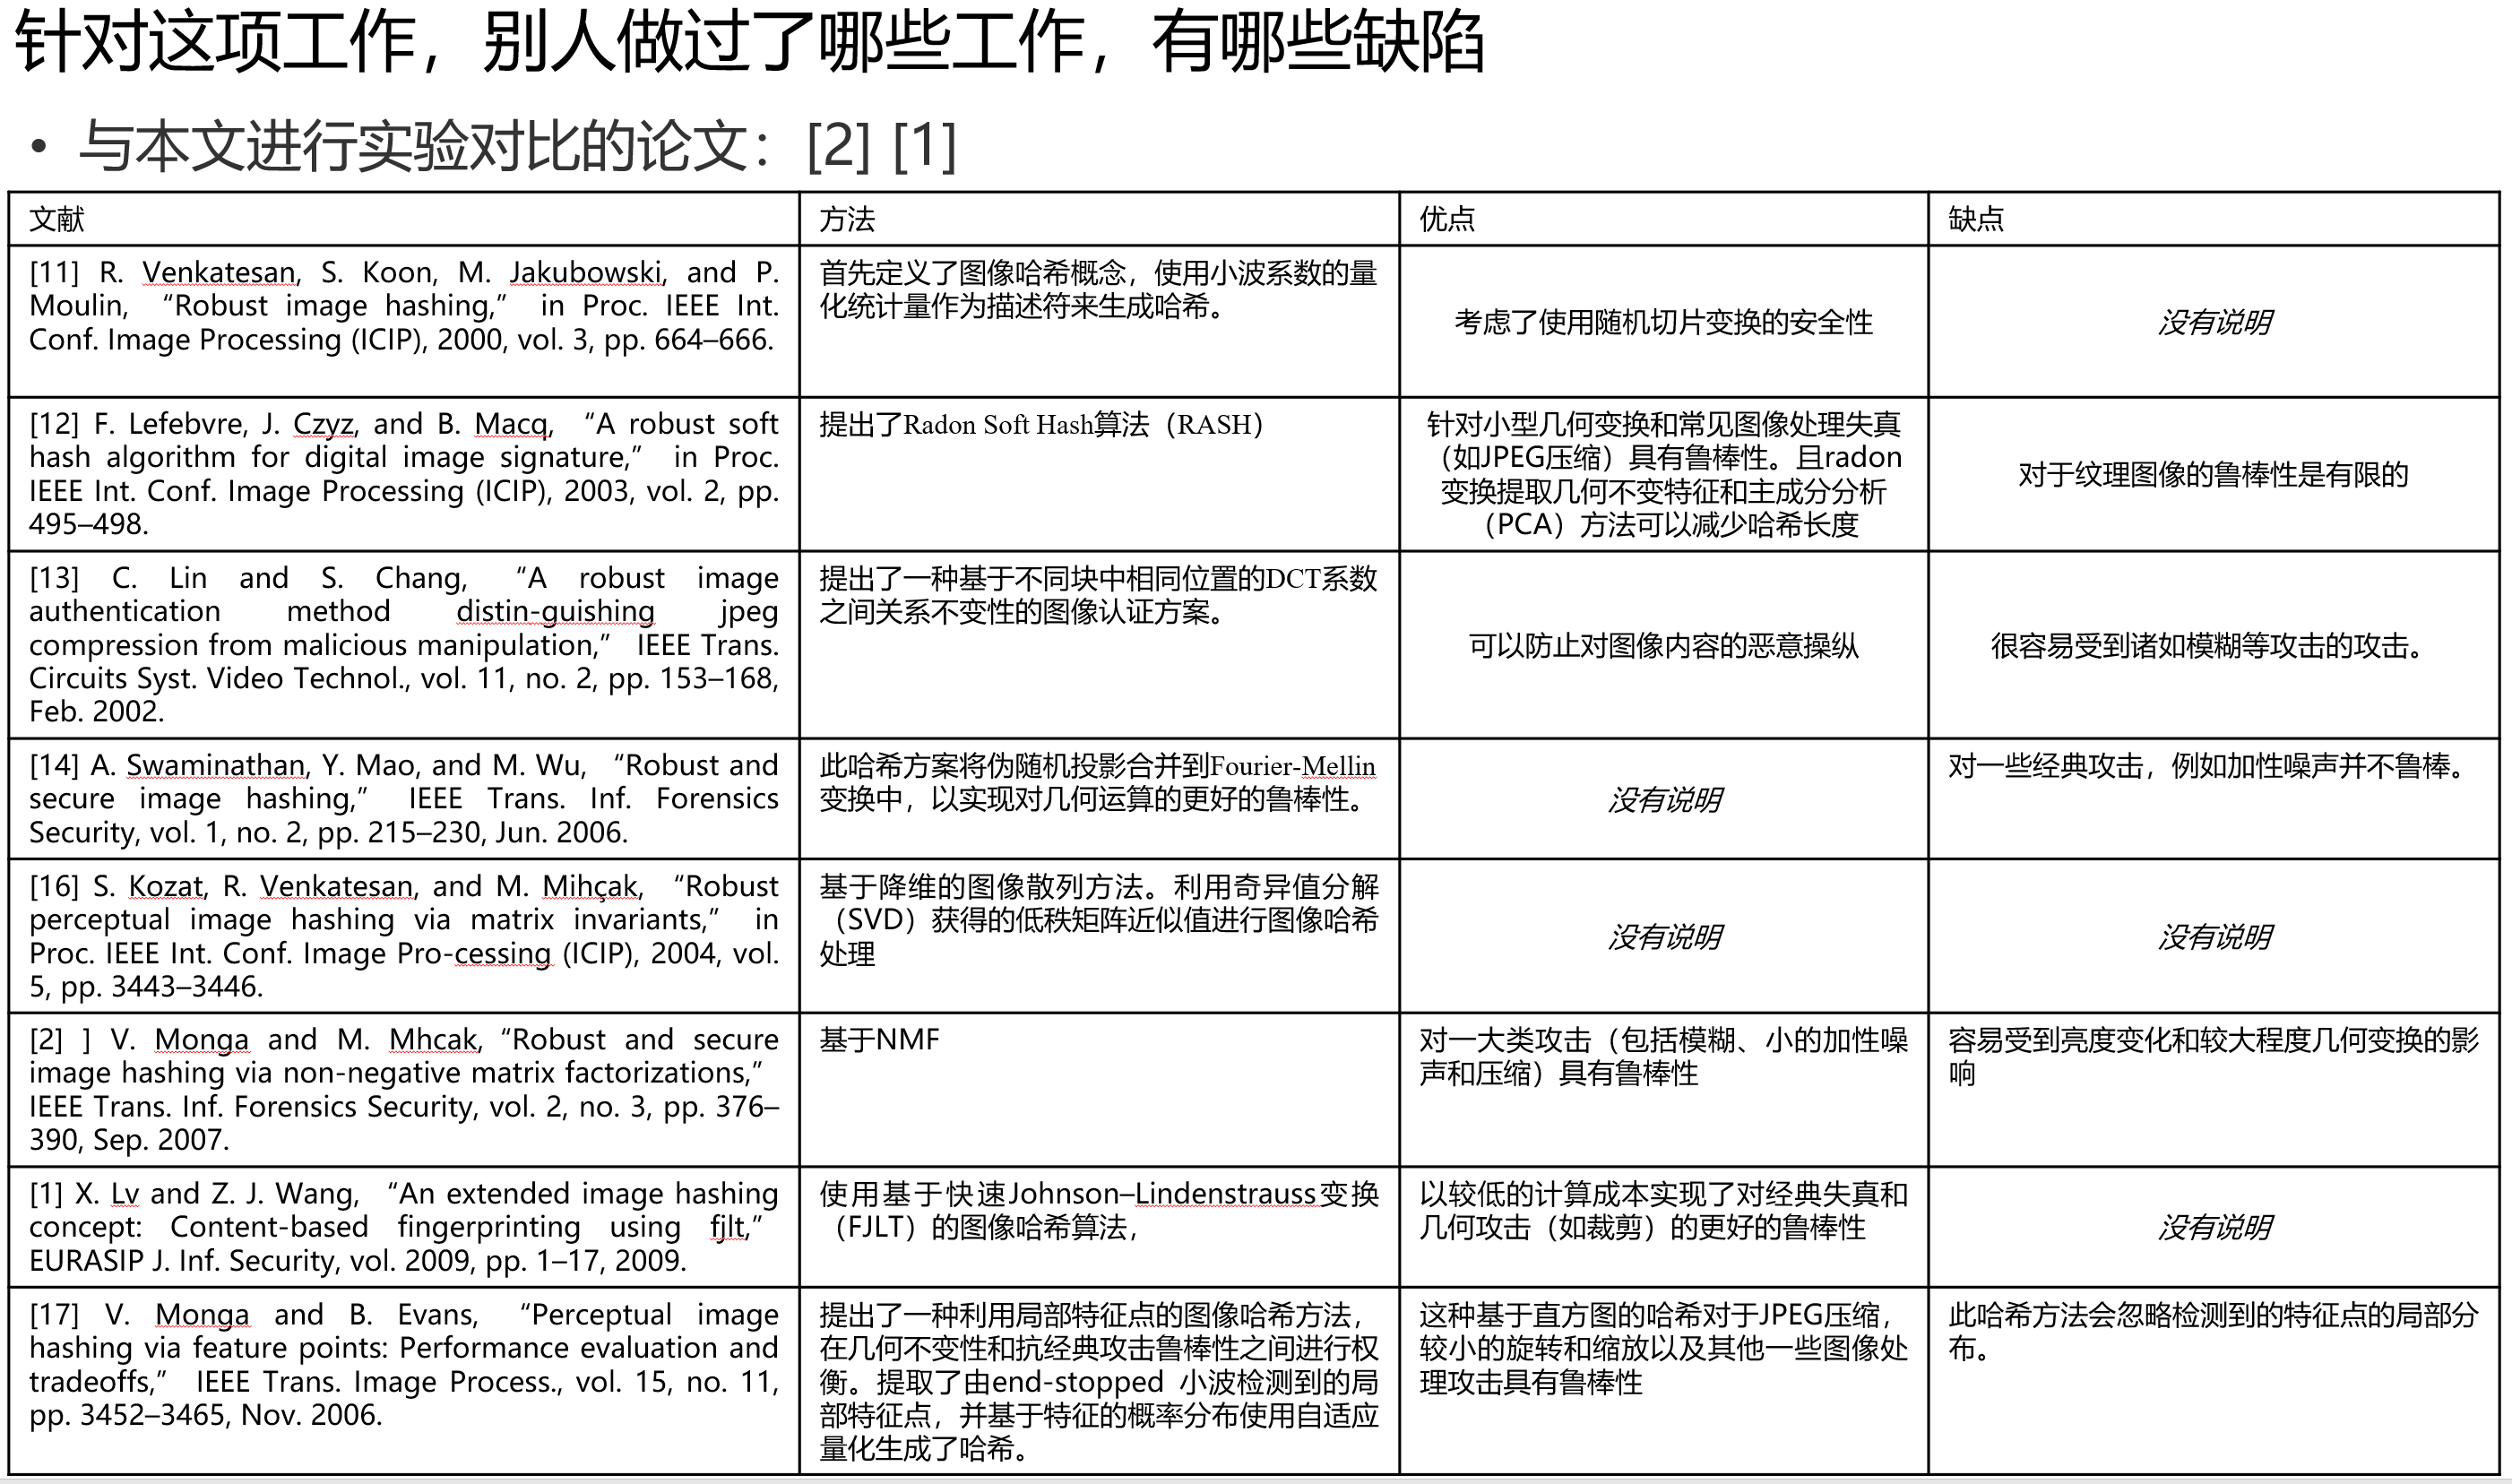 针对这项工作，别人做过了哪些工作，有哪些缺陷
• 与本文进行实验对比的论文：[2] [1]
文献
方法
优点
缺点
[11] R. Venkatesan, S. Koon, M. Jakubowski, and P.
Moulin, “Robust image hashing,” in Proc. IEEE Int.
Conf. Image Processing (ICIP), 2000, vol. 3, pp. 664–666.
首先定义了图像哈希概念，使用小波系数的量
化统计量作为描述符来生成哈希。
考虑了使用随机切片变换的安全性
没有说明
[12] F. Lefebvre, J. Czyz, and B. Macq, “A robust soft
hash algorithm for digital image signature,” in Proc.
IEEE Int. Conf. Image Processing (ICIP), 2003, vol. 2, pp.
495–498.
提出了Radon Soft Hash算法（RASH）
针对小型几何变换和常见图像处理失真
（如JPEG压缩）具有鲁棒性。且radon
变换提取几何不变特征和主成分分析
（PCA）方法可以减少哈希长度
对于纹理图像的鲁棒性是有限的
[13] C. Lin and S. Chang, “A robust image
authentication method distin-guishing jpeg
compression from malicious manipulation,” IEEE Trans.
Circuits Syst. Video Technol., vol. 11, no. 2, pp. 153–168,
Feb. 2002.
提出了一种基于不同块中相同位置的DCT系数
之间关系不变性的图像认证方案。
可以防止对图像内容的恶意操纵
很容易受到诸如模糊等攻击的攻击。
[14] A. Swaminathan, Y. Mao, and M. Wu, “Robust and
secure image hashing,” IEEE Trans. Inf. Forensics
Security, vol. 1, no. 2, pp. 215–230, Jun. 2006.
此哈希方案将伪随机投影合并到Fourier-Mellin
变换中，以实现对几何运算的更好的鲁棒性。
没有说明
对一些经典攻击，例如加性噪声并不鲁棒。
[16] S. Kozat, R. Venkatesan, and M. Mihçak, “Robust
perceptual image hashing via matrix invariants,” in
Proc. IEEE Int. Conf. Image Pro-cessing (ICIP), 2004, vol.
5, pp. 3443–3446.
基于降维的图像散列方法。利用奇异值分解
（SVD）获得的低秩矩阵近似值进行图像哈希
处理
没有说明
没有说明
[2] ] V. Monga and M. Mhcak, “Robust and secure
image hashing via non-negative matrix factorizations,”
IEEE Trans. Inf. Forensics Security, vol. 2, no. 3, pp. 376–
390, Sep. 2007.
基于NMF
对一大类攻击（包括模糊、小的加性噪
声和压缩）具有鲁棒性
容易受到亮度变化和较大程度几何变换的影
响
[1] X. Lv and Z. J. Wang, “An extended image hashing
concept: Content-based fingerprinting using fjlt,”
EURASIP J. Inf. Security, vol. 2009, pp. 1–17, 2009.
使用基于快速Johnson–Lindenstrauss变换
（FJLT）的图像哈希算法，
以较低的计算成本实现了对经典失真和
几何攻击（如裁剪）的更好的鲁棒性
没有说明
[17] V. Monga and B. Evans, “Perceptual image
hashing via feature points: Performance evaluation and
tradeoffs,” IEEE Trans. Image Process., vol. 15, no. 11,
pp. 3452–3465, Nov. 2006.
提出了一种利用局部特征点的图像哈希方法，
在几何不变性和抗经典攻击鲁棒性之间进行权
衡。提取了由end-stopped 小波检测到的局
部特征点，并基于特征的概率分布使用自适应
量化生成了哈希。
这种基于直方图的哈希对于JPEG压缩，
较小的旋转和缩放以及其他一些图像处
理攻击具有鲁棒性
此哈希方法会忽略检测到的特征点的局部分
布。